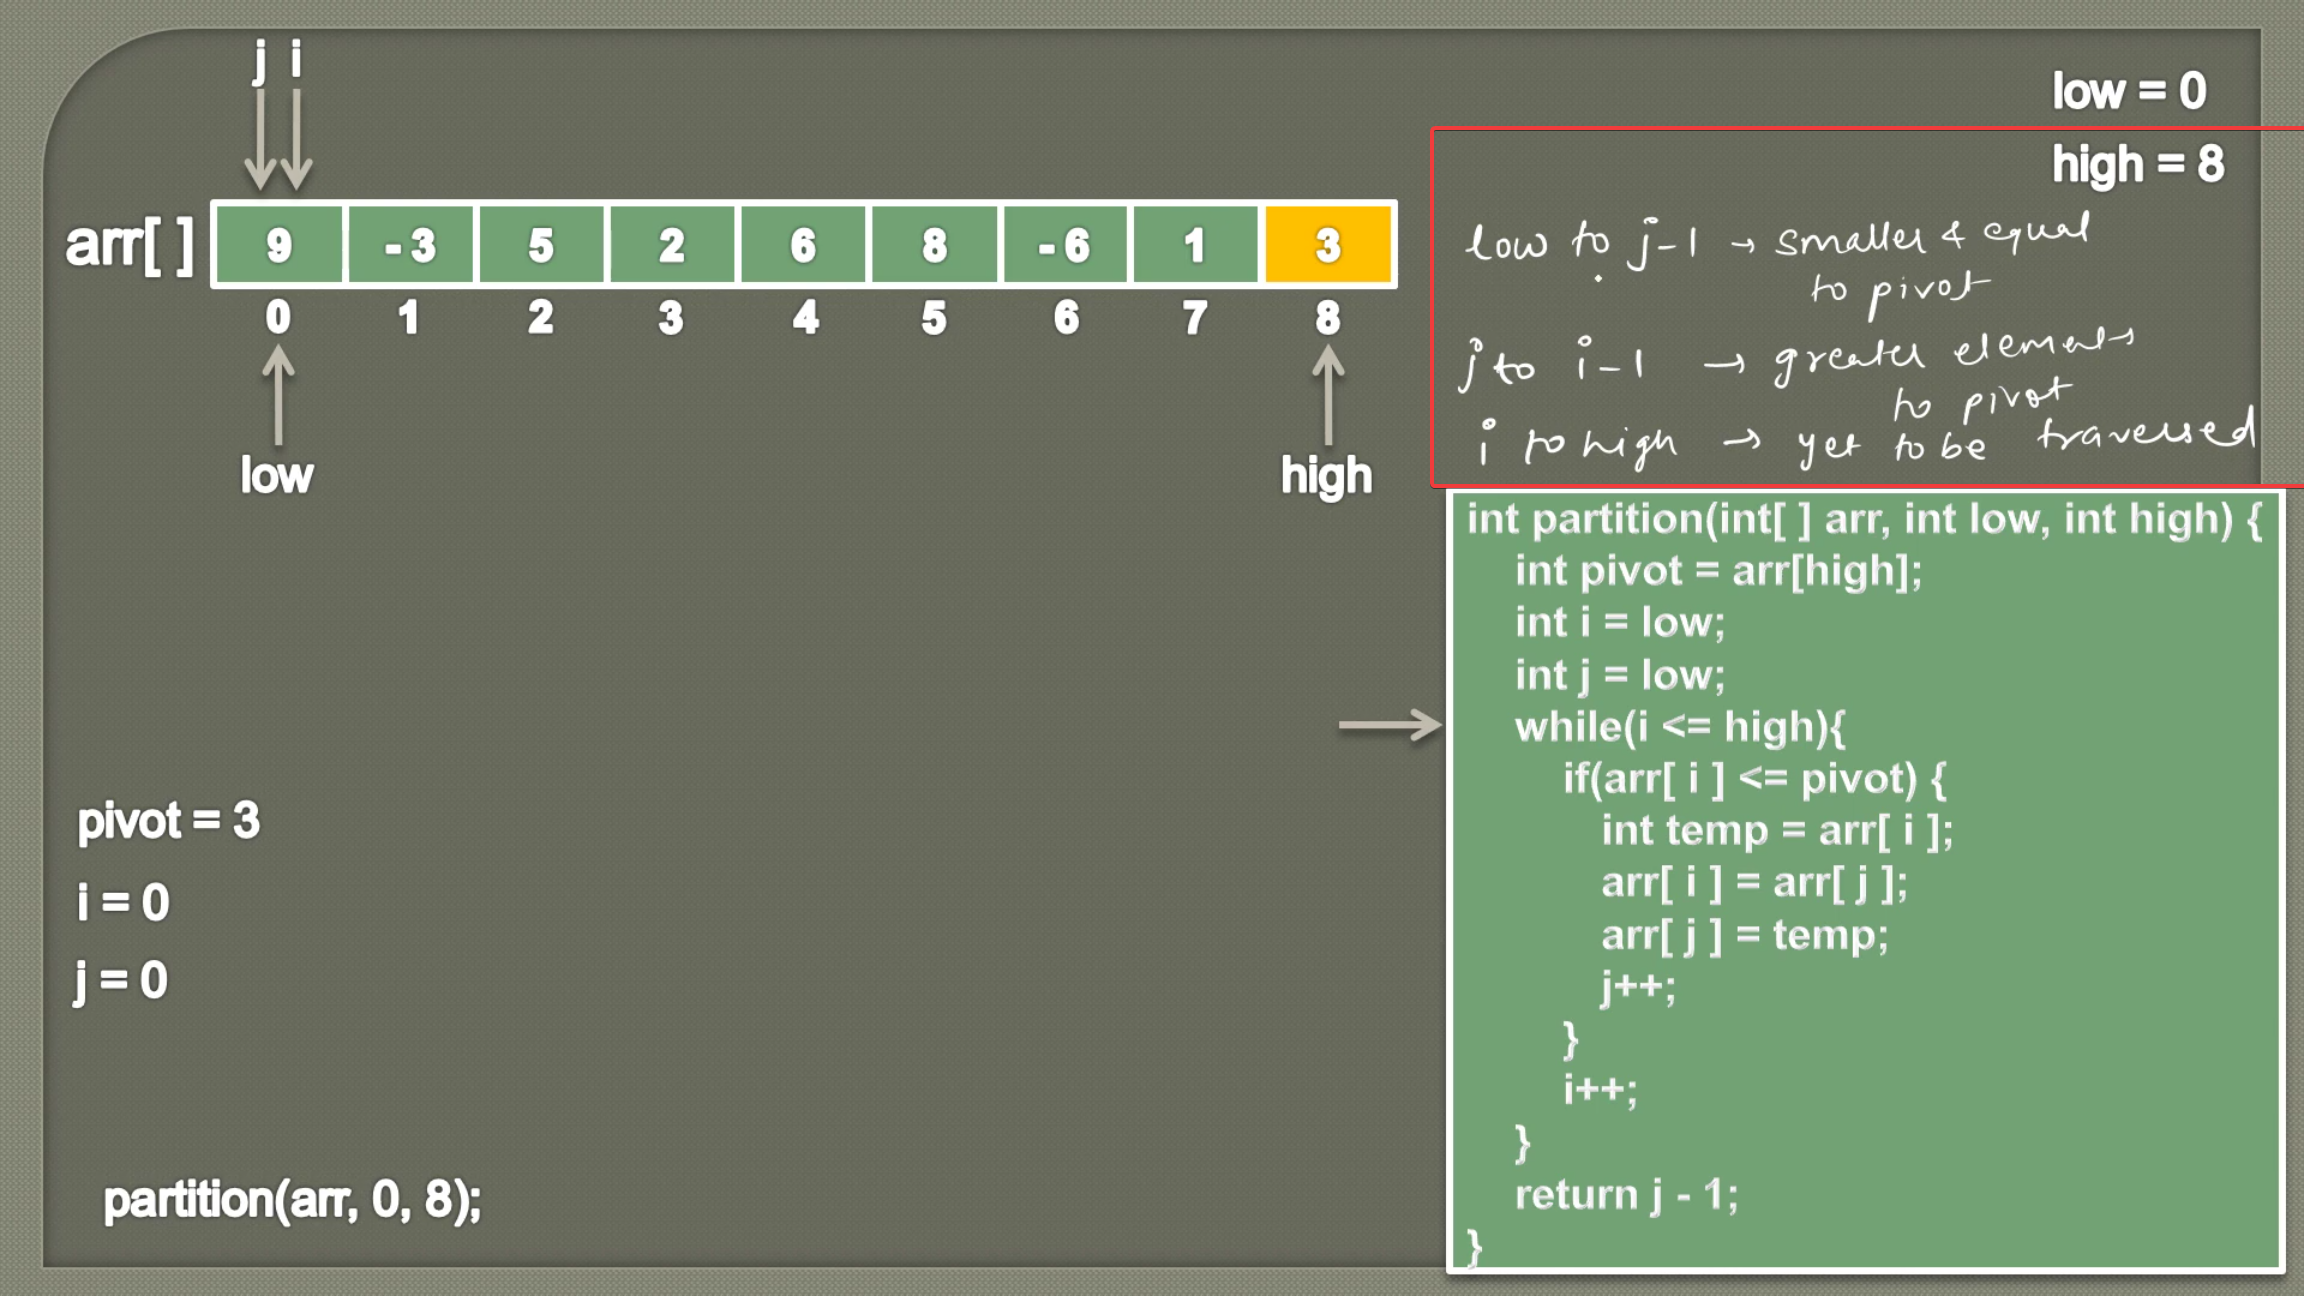 j i
low = 0
high = 8
arr[ ] 9 - 3 5 2 6 8 - 6 1 3
0 1 2 3 4 5 6 7 8
low high
low to j-1 → smaller & equal
to pivot
j to i-1 → greater elements
to pivot
i to high → yet to be traversed
int partition(int[ ] arr, int low, int high) {
int pivot = arr[high];
int i = low;
int j = low;
while(i <= high){
if(arr[ i ] <= pivot) {
int temp = arr[ i ];
arr[ i ] = arr[ j ];
arr[ j ] = temp;
j++;
}
i++;
}
return j - 1;
}
pivot = 3
i = 0
j = 0
partition(arr, 0, 8);